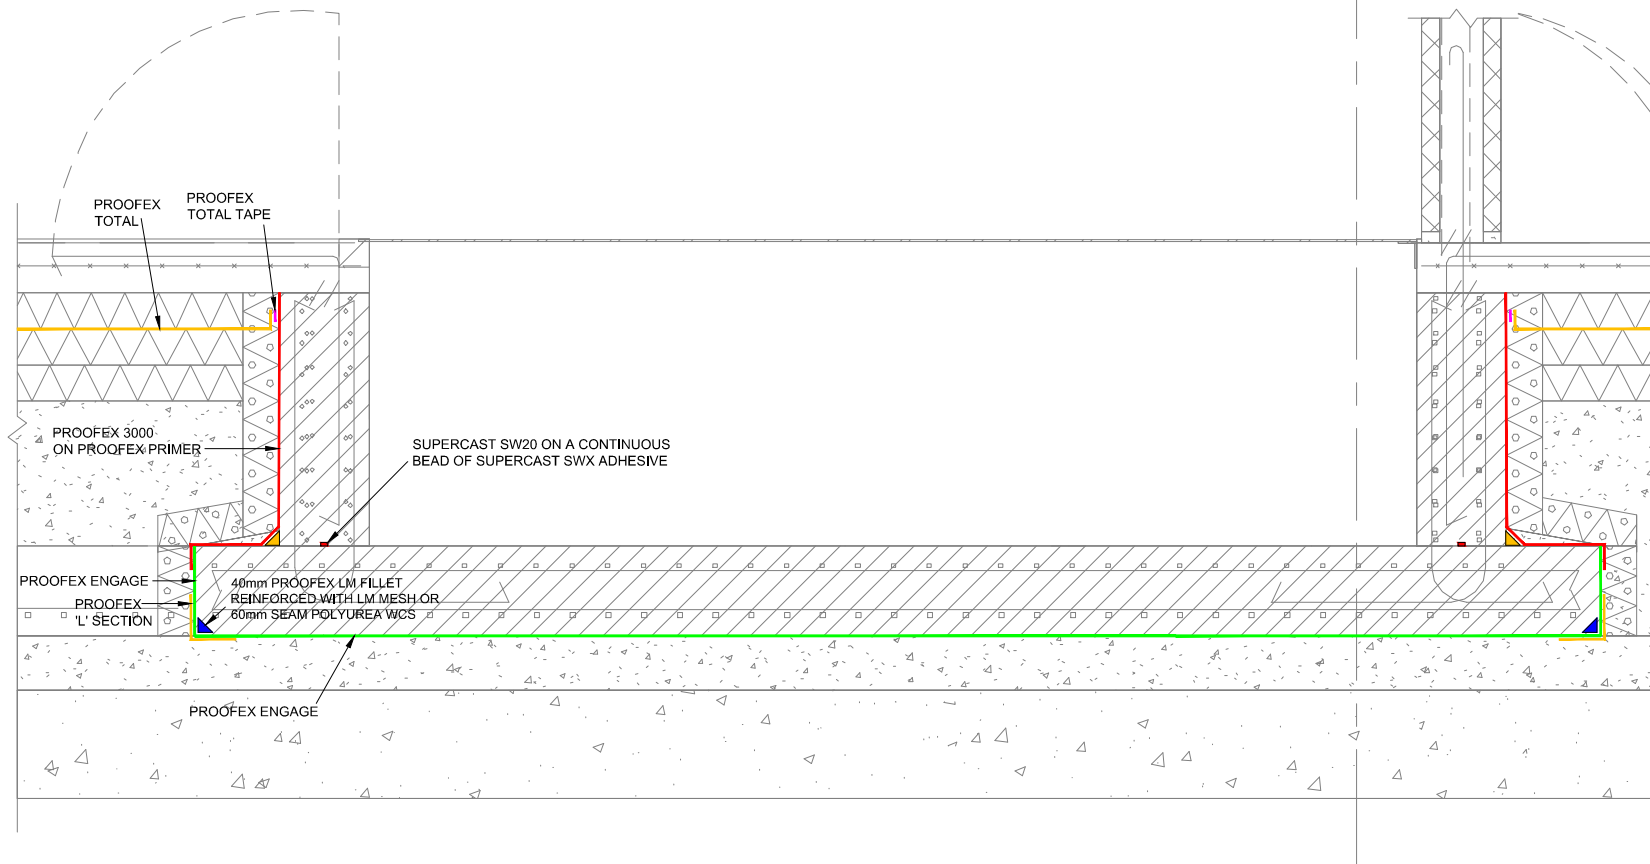 PROOFEX
TOTAL
PROOFEX
TOTAL TAPE
PROOFEX 3000
ON PROOFEX PRIMER
SUPERCAST SW20 ON A CONTINUOUS
BEAD OF SUPERCAST SWX ADHESIVE
PROOFEX ENGAGE
PROOFEX
'L' SECTION
40mm PROOFEX LM FILLET
REINFORCED WITH LM MESH OR
60mm SEAM POLYUREA WCS
PROOFEX ENGAGE